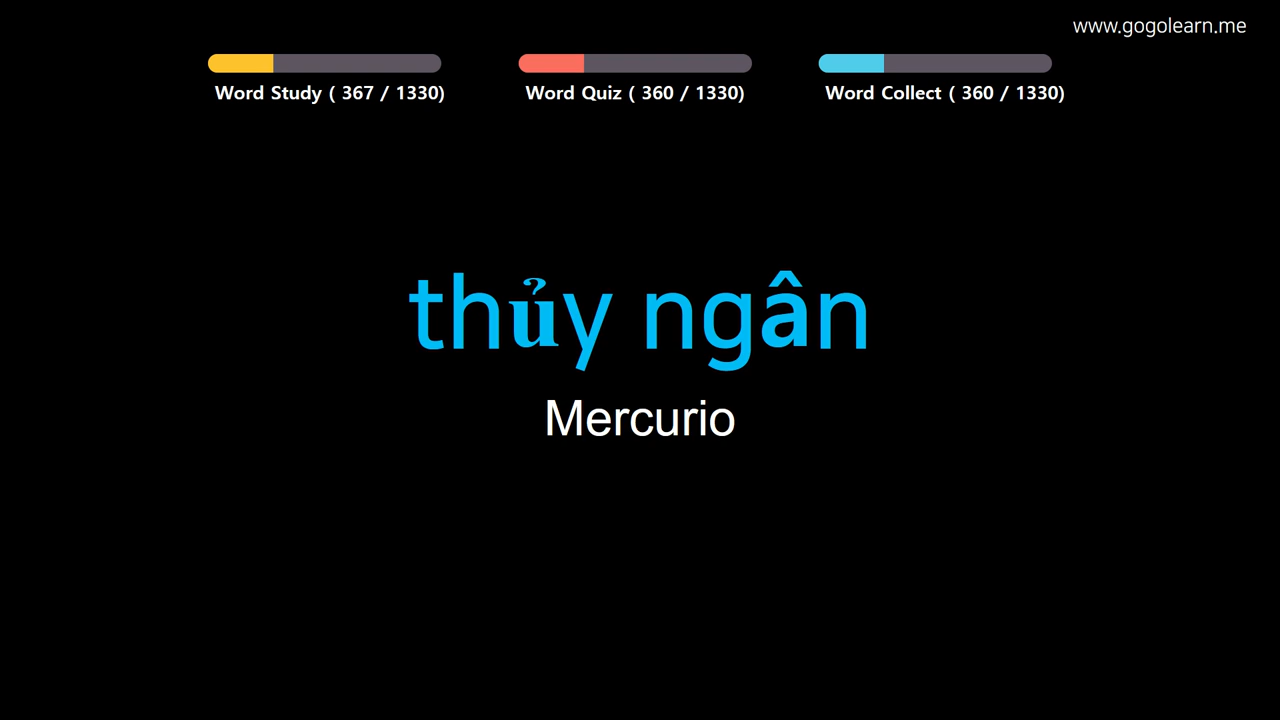 www.gogolearn.me
Word Study ( 367 / 1330)
Word Quiz ( 360 / 1330)
Word Collect ( 360 / 1330)
thủy ngân
Mercurio